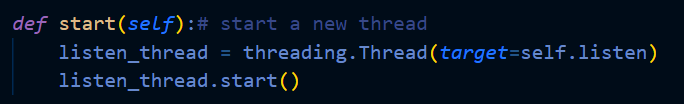 def start(self):# start a new thread
    listen_thread = threading.Thread(target=self.listen)
    listen_thread.start()